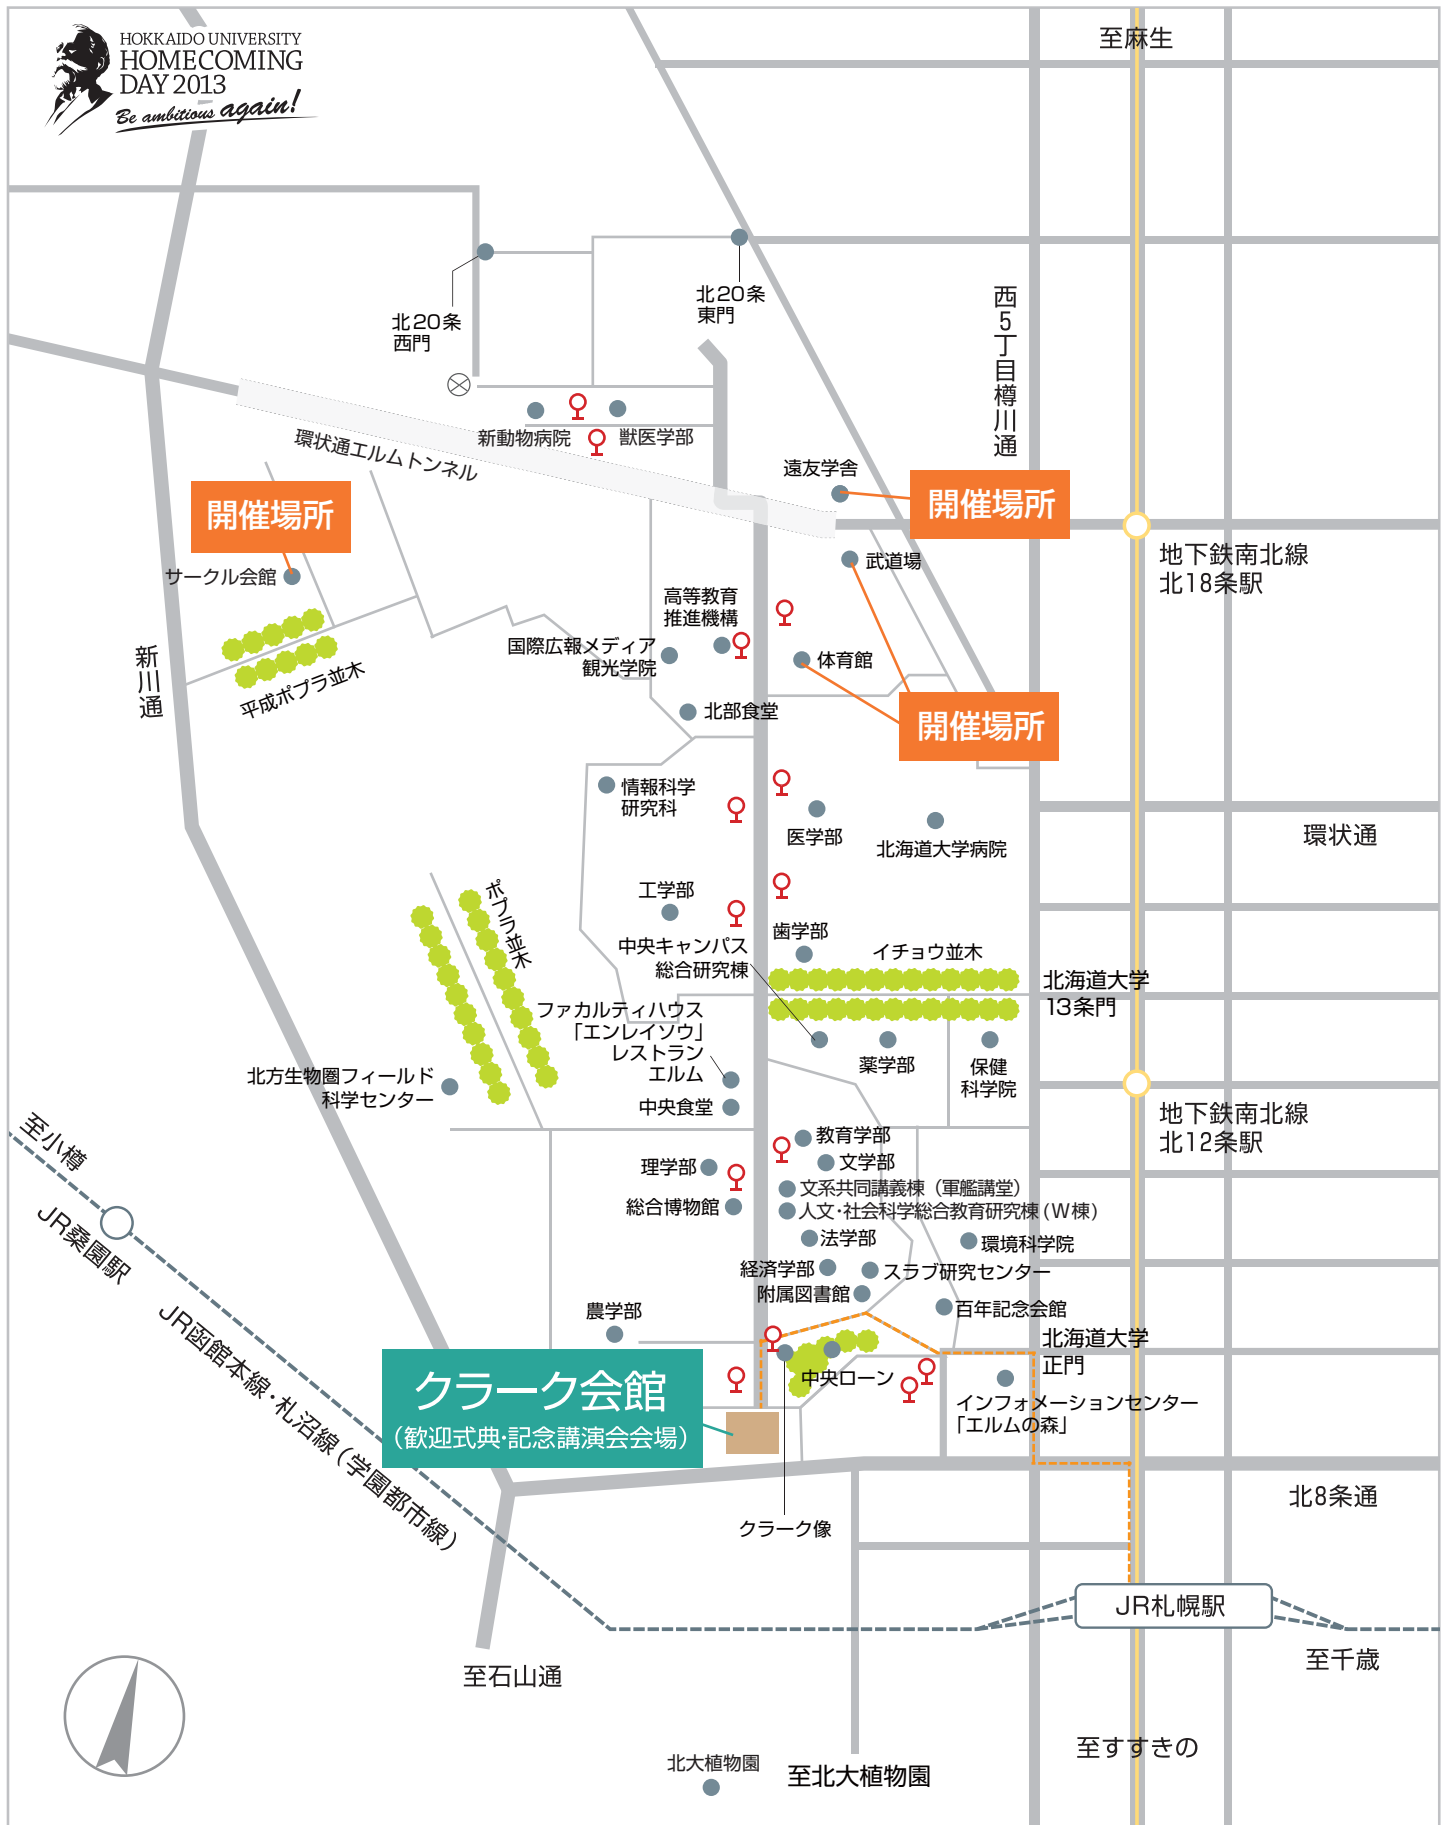 HOKKAIDO UNIVERSITY
HOMECOMING
DAY 2013
Be ambitious again!
至麻生
北20条
西門
北20条
東門
西5丁目樽川通
新動物病院
獣医学部
環状通エルムトンネル
遠友学舎
開催場所
開催場所
サークル会館
武道場
地下鉄南北線
北18条駅
高等教育
推進機構
国際広報メディア
観光学院
体育館
新川通
平成ポプラ並木
北部食堂
開催場所
情報科学
研究科
医学部
北海道大学病院
環状通
工学部
ポプラ並木
中央キャンパス
総合研究棟
歯学部
イチョウ並木
北海道大学
13条門
ファカルティハウス
「エンレイソウ」
レストラン
エルム
薬学部
保健
科学院
北方生物圏フィールド
科学センター
中央食堂
地下鉄南北線
北12条駅
至小樽
教育学部
文学部
理学部
文系共同講義棟（軍艦講堂）
総合博物館
人文・社会科学総合教育研究棟(W棟)
JR桑園駅
法学部
環境科学院
経済学部
スラブ研究センター
附属図書館
百年記念会館
農学部
北海道大学
正門
JR函館本線・札沼線（学園都市線）
クラーク会館
（歓迎式典・記念講演会会場）
中央ローン
インフォメーションセンター
「エルムの森」
北8条通
クラーク像
JR札幌駅
至石山通
至千歳
至すすきの
北大植物園
至北大植物園